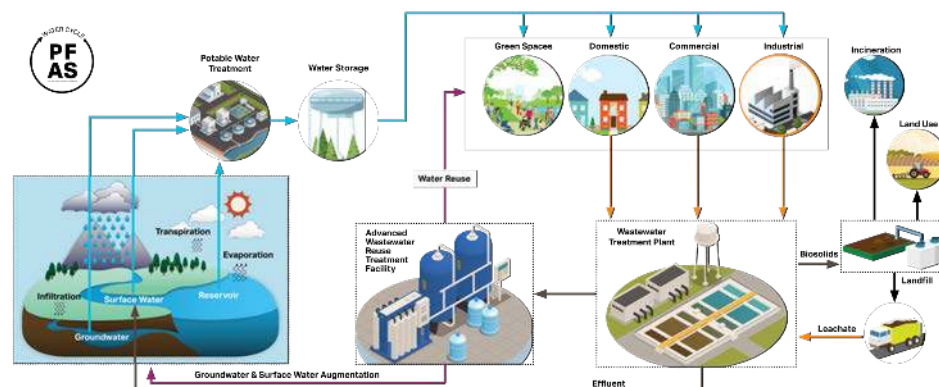 WATER CYCLE
PF
AS
Potable Water
Treatment
Water Storage
Green Spaces
Domestic
Commercial
Industrial
Incineration
Land Use
Water Reuse
Transpiration
Evaporation
Infiltration
Surface Water
Reservoir
Groundwater
Advanced
Wastewater
Reuse
Treatment
Facility
Wastewater
Treatment Plant
Biosolids
Landfill
Leachate
Groundwater & Surface Water Augmentation
Effluent